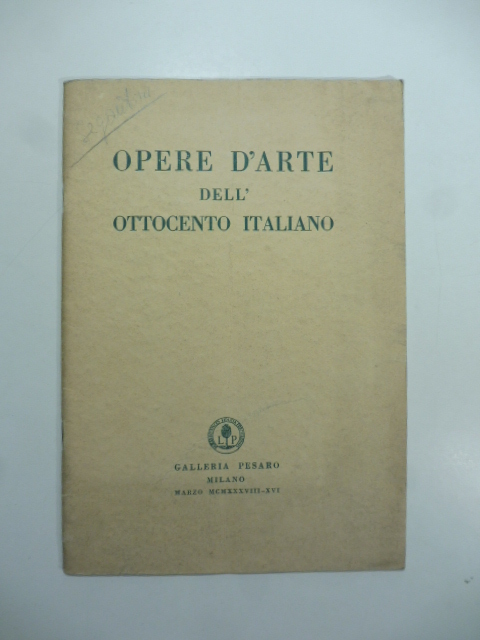 OPERE D'ARTE
DELL'
OTTOCENTO ITALIANO
L P
GALLERIA PESARO
MILANO
MARZO MCMXXXVIII-XVI